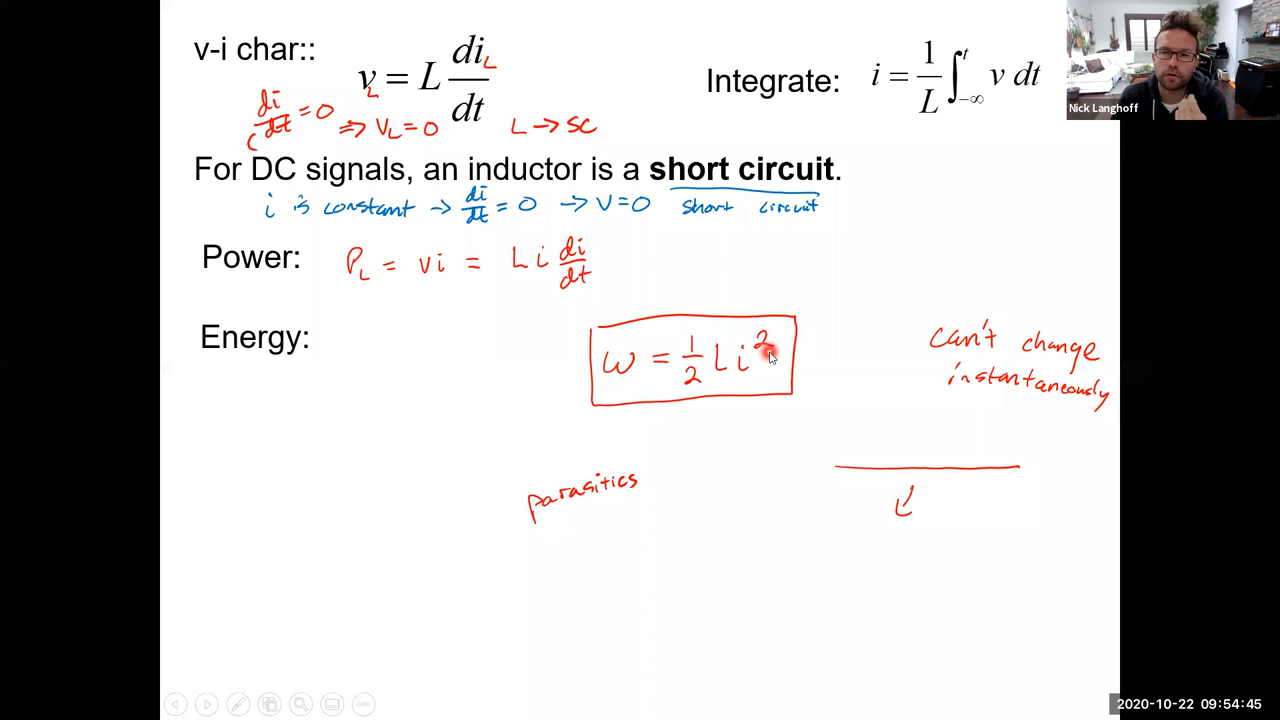 v-i char::
v_L = L di_L/dt
Integrate: i = 1/L ∫_{-∞}^{t} v dt
Nick Langhoff
di/dt = 0 ⇒ V_L = 0 L → SC
For DC signals, an inductor is a short circuit.
i is constant → di/dt = 0 → V = 0 short circuit
Power: P_L = vi = Li di/dt
Energy: w = 1/2 Li²
can't change
instantaneously
parasitics
L
2020-10-22 09:54:45